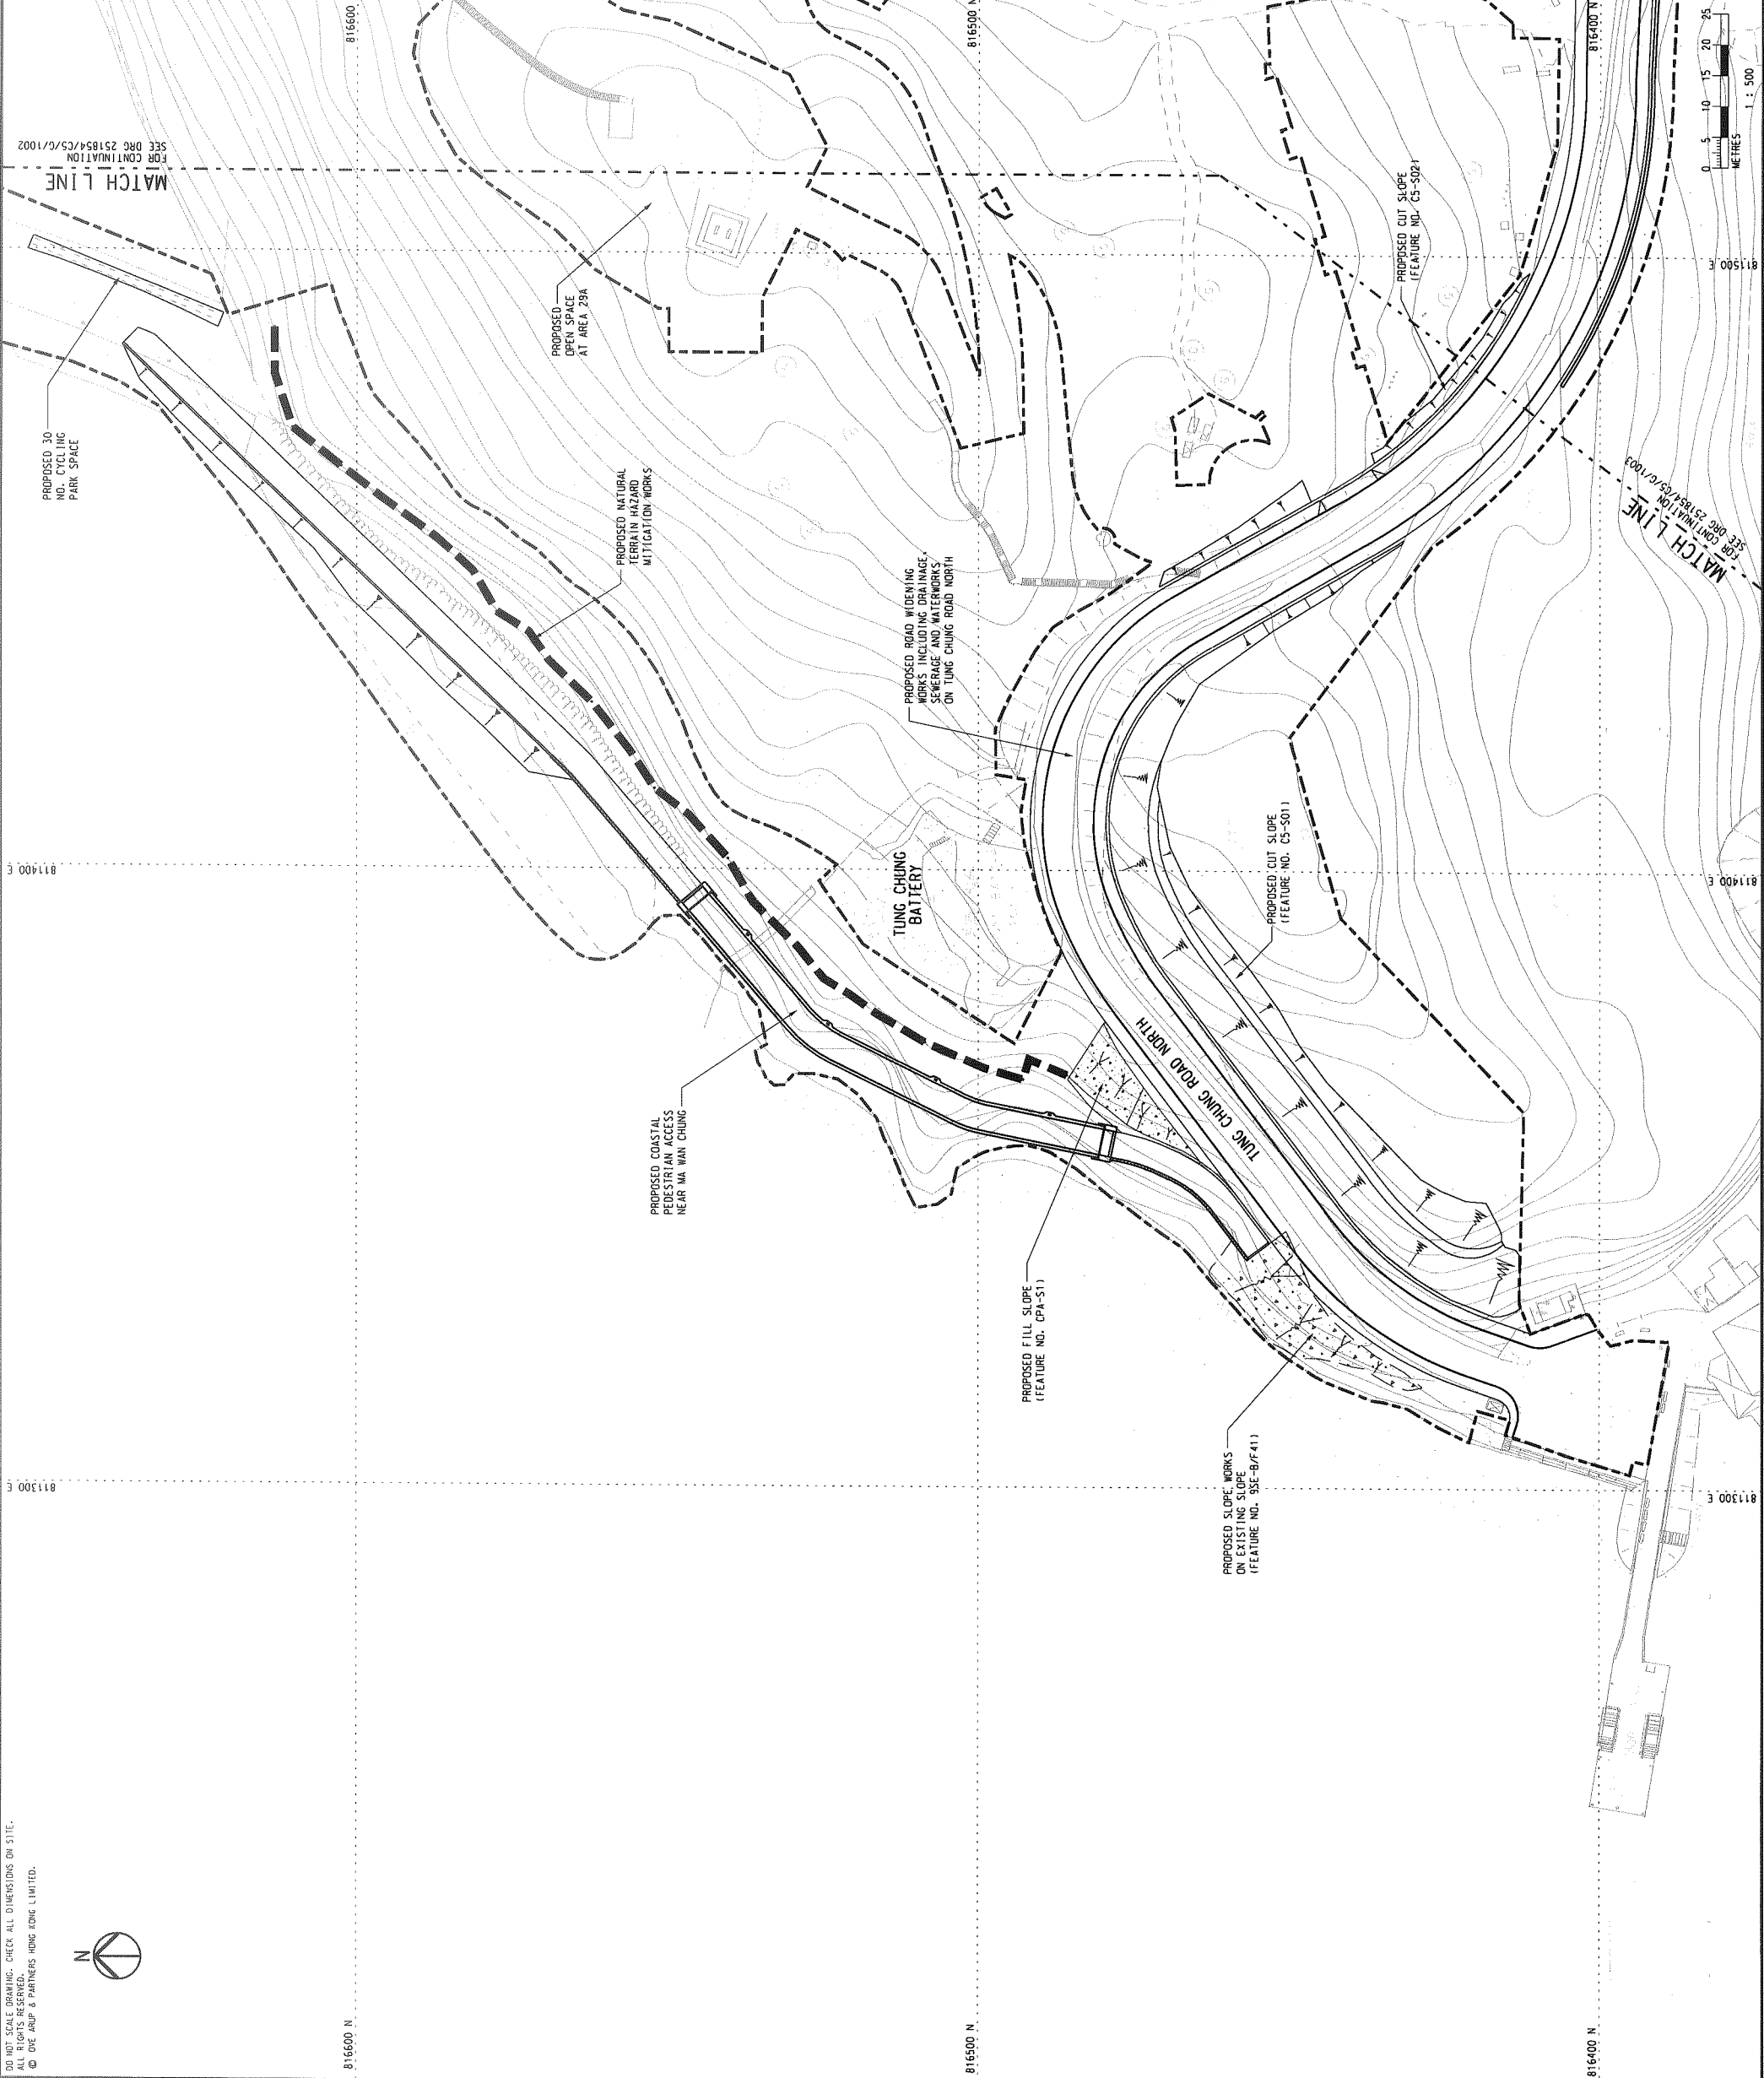 DO NOT SCALE DRAWING. CHECK ALL DIMENSIONS ON SITE.
ALL RIGHTS RESERVED.
© OVE ARUP & PARTNERS HONG KONG LIMITED.
N
816600 N
816500 N
816400 N
811300 E
811400 E
MATCH LINE
FOR CONTINUATION
SEE DRG 251854/C5/G/1002
PROPOSED 30
NO. CYCLING
PARK SPACE
816600
816500 N
816400 N
PROPOSED
OPEN SPACE
AT AREA 29A
PROPOSED NATURAL
TERRAIN HAZARD
MITIGATION WORKS
PROPOSED COASTAL
PEDESTRIAN ACCESS
NEAR MA WAN CHUNG
TUNG CHUNG
BATTERY
PROPOSED ROAD WIDENING
WORKS INCLUDING DRAINAGE,
SEWERAGE AND WATERWORKS
ON TUNG CHUNG ROAD NORTH
TUNG CHUNG ROAD NORTH
PROPOSED FILL SLOPE
(FEATURE NO. CPA-S1)
PROPOSED SLOPE WORKS
ON EXISTING SLOPE
(FEATURE NO. 9SE-B/F41)
PROPOSED CUT SLOPE
(FEATURE NO. C5-S01)
PROPOSED CUT SLOPE
(FEATURE NO. C5-S02)
MATCH LINE
FOR CONTINUATION
SEE DRG 251854/C5/G/1003
811300 E
811400 E
811500 E
0 5 10 15 20 25
METRES 1 : 500